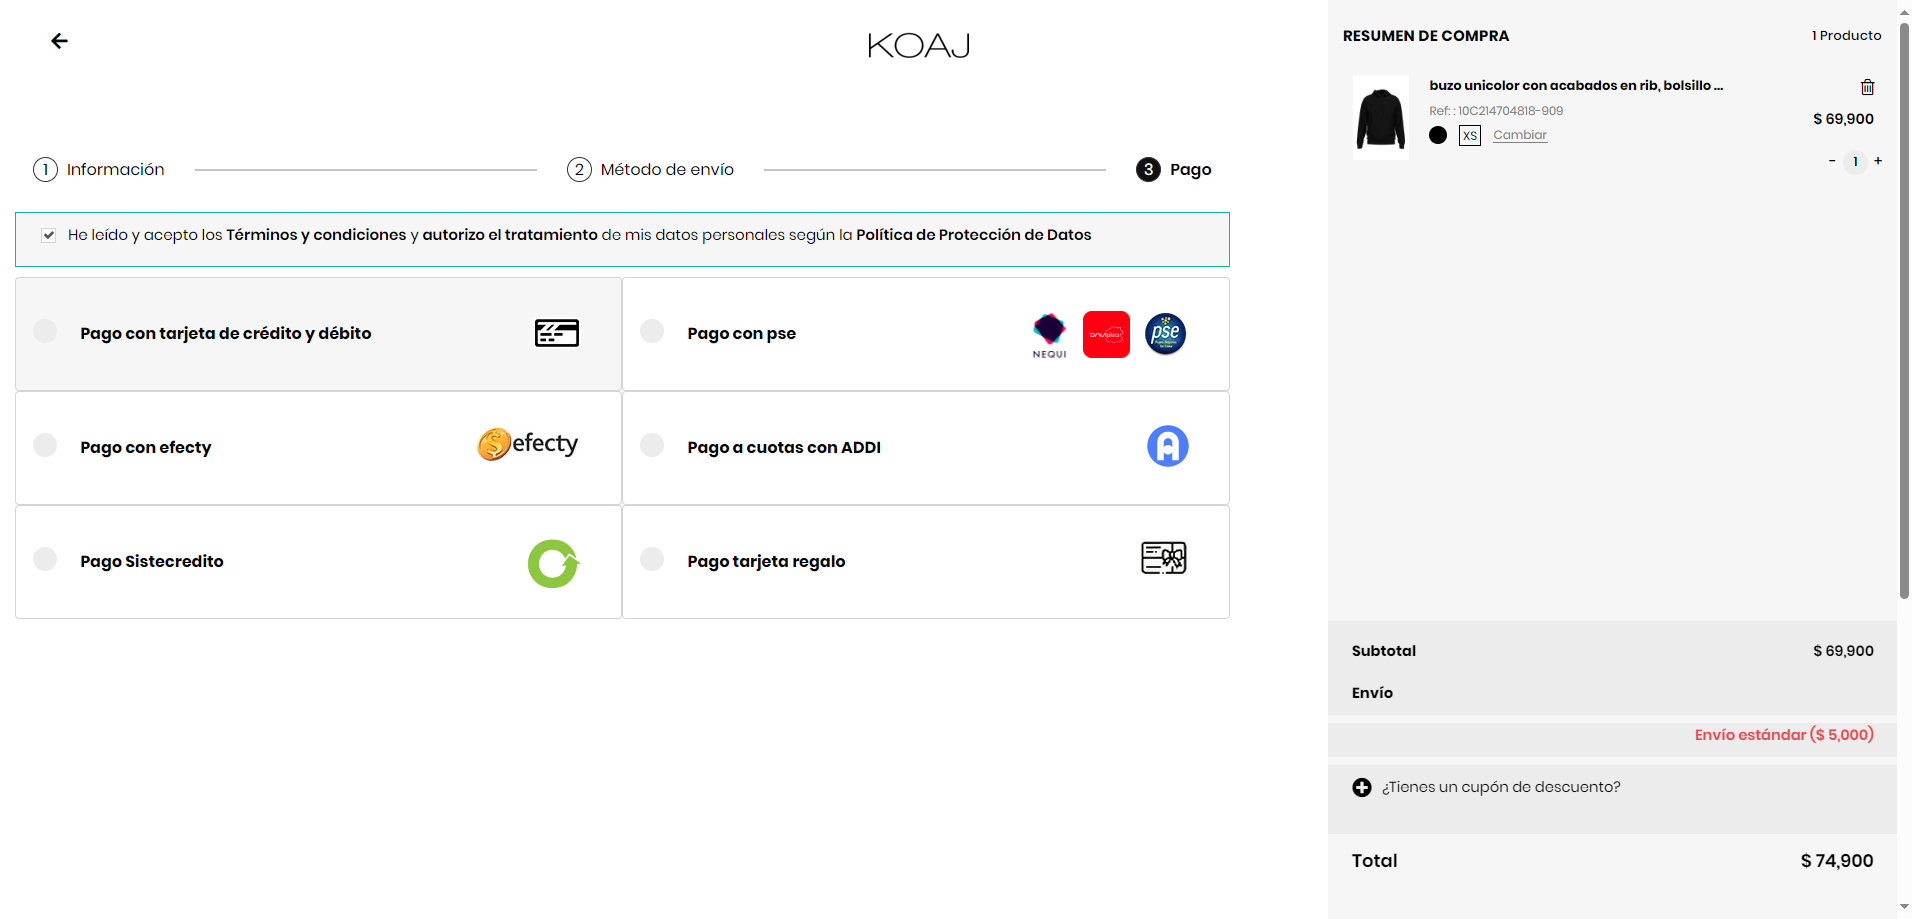 KOAJ
1 Información
2 Método de envío
3 Pago
He leído y acepto los Términos y condiciones y autorizo el tratamiento de mis datos personales según la Política de Protección de Datos
Pago con tarjeta de crédito y débito
Pago con pse
NEQUI
DAVIplata
pse
Pago con efecty
efecty
Pago a cuotas con ADDI
A
Pago Sistecredito
Pago tarjeta regalo
RESUMEN DE COMPRA
1 Producto
buzo unicolor con acabados en rib, bolsillo ...
Ref: : 10C214704818-909
$ 69,900
XS Cambiar
- 1 +
Subtotal $ 69,900
Envío
Envío estándar ($ 5,000)
¿Tienes un cupón de descuento?
Total $ 74,900